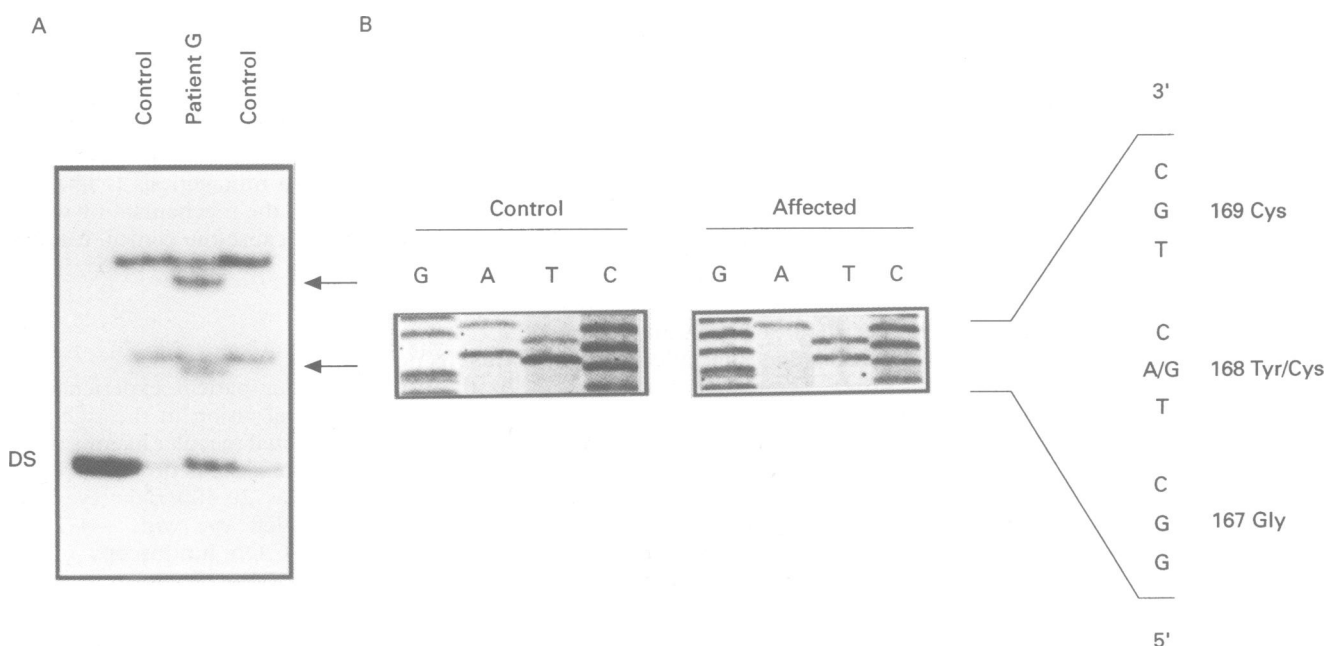 A
B
Control
Patient G
Control
DS
Control
Affected
G A T C
G A T C
3'
C
G 169 Cys
T
C
A/G 168 Tyr/Cys
T
C
G 167 Gly
G
5'